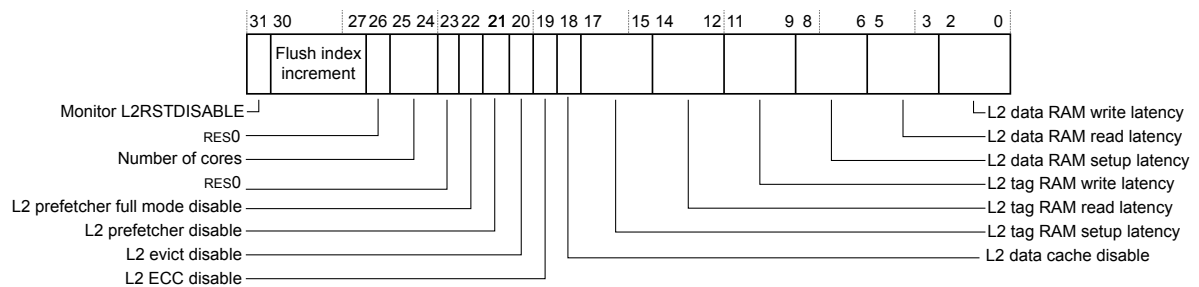 31 30 27 26 25 24 23 22 21 20 19 18 17 15 14 12 11 9 8 6 5 3 2 0
Flush index
increment
Monitor L2RSTDISABLE
RES0
Number of cores
RES0
L2 prefetcher full mode disable
L2 prefetcher disable
L2 evict disable
L2 ECC disable
L2 data RAM write latency
L2 data RAM read latency
L2 data RAM setup latency
L2 tag RAM write latency
L2 tag RAM read latency
L2 tag RAM setup latency
L2 data cache disable